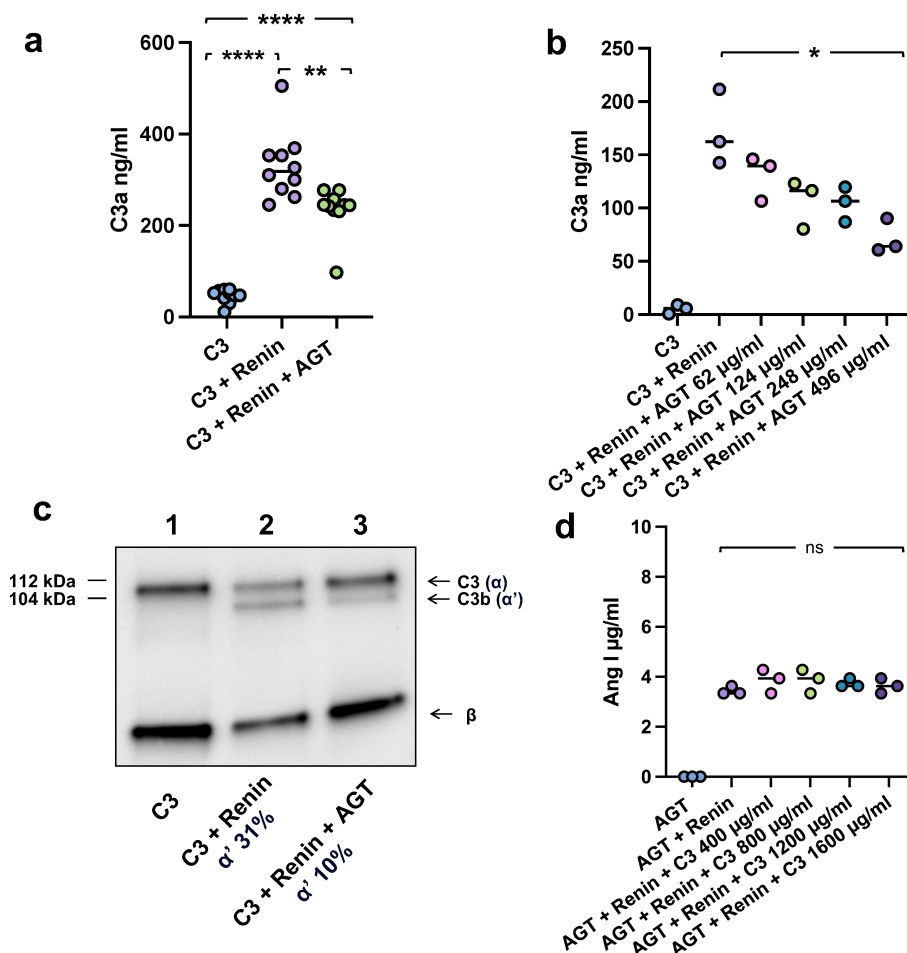 a
****
****
**
C3a ng/ml
600
400
200
0
C3
C3 + Renin
C3 + Renin + AGT
b
*
C3a ng/ml
250
200
150
100
50
0
C3
C3 + Renin
C3 + Renin + AGT 62 µg/ml
C3 + Renin + AGT 124 µg/ml
C3 + Renin + AGT 248 µg/ml
C3 + Renin + AGT 496 µg/ml
c
1 2 3
112 kDa
104 kDa
C3 (α)
C3b (α’)
β
C3
C3 + Renin
α’ 31%
C3 + Renin + AGT
α’ 10%
d
ns
Ang I µg/ml
10
8
6
4
2
0
AGT
AGT + Renin
AGT + Renin + C3 400 µg/ml
AGT + Renin + C3 800 µg/ml
AGT + Renin + C3 1200 µg/ml
AGT + Renin + C3 1600 µg/ml